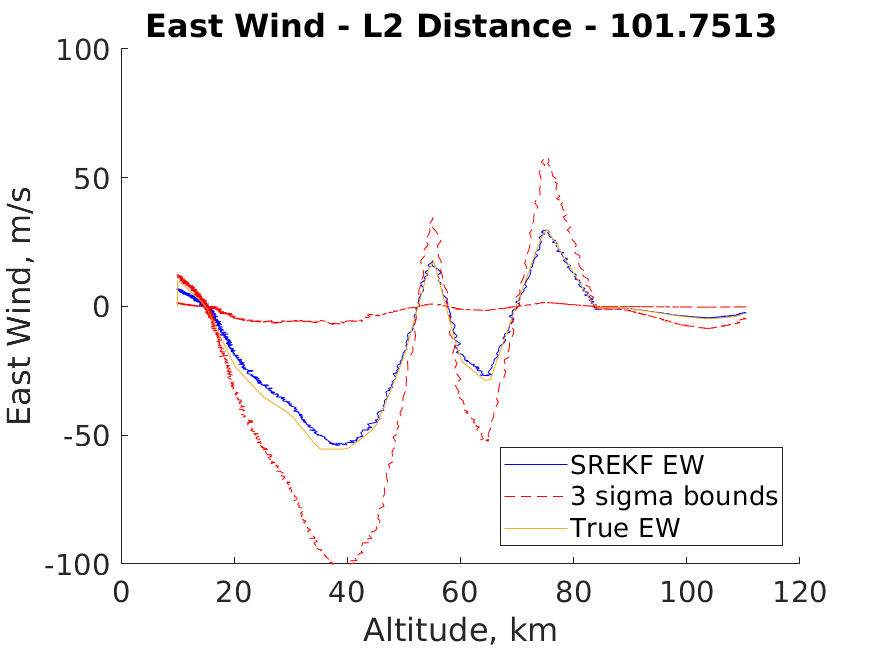 East Wind - L2 Distance - 101.7513
100
50
0
-50
-100
East Wind, m/s
SREKF EW
3 sigma bounds
True EW
0 20 40 60 80 100 120
Altitude, km